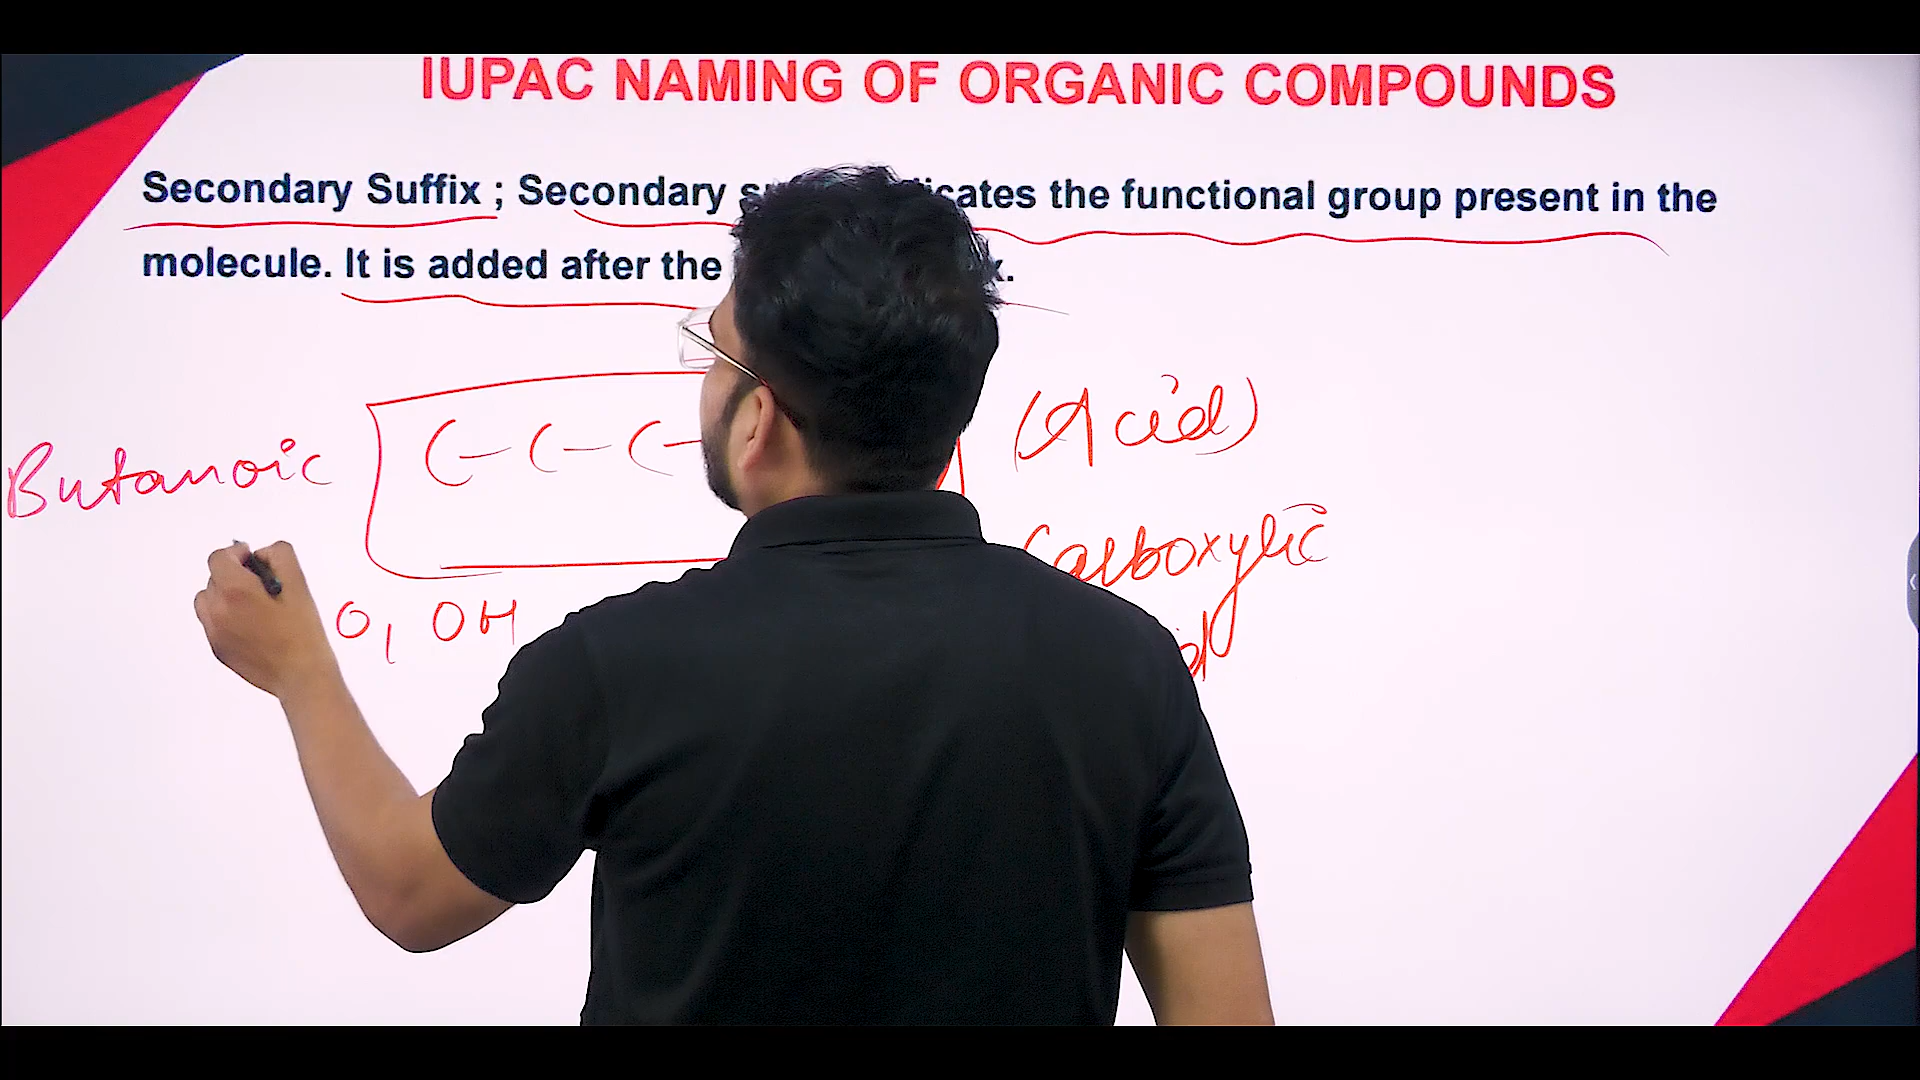 IUPAC NAMING OF ORGANIC COMPOUNDS
Secondary Suffix ; Secondary the functional group present in the
molecule. It is added after the
Butanoic C-C-C- (Acid)
Carboxylic
O, OH